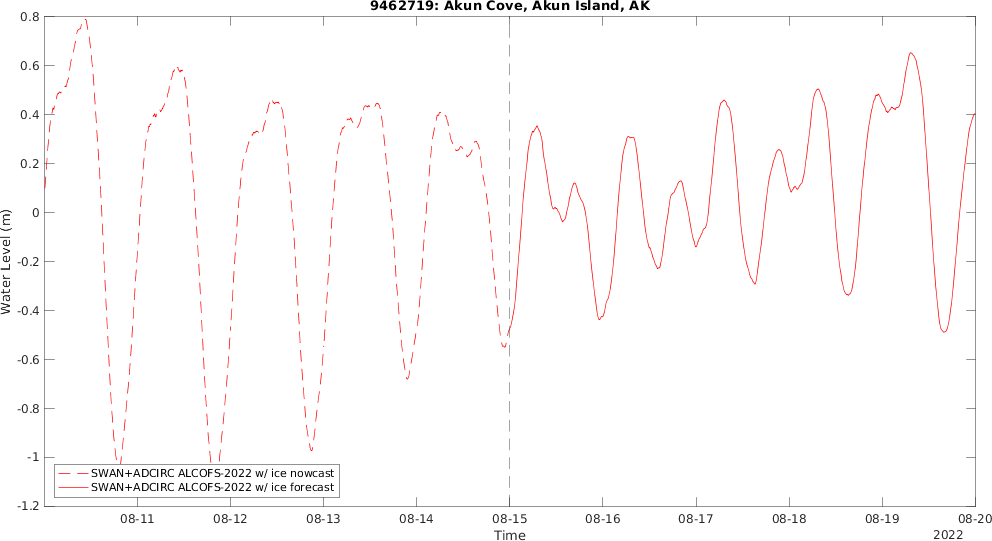 9462719: Akun Cove, Akun Island, AK
0.8
0.6
0.4
0.2
0
-0.2
-0.4
-0.6
-0.8
-1
-1.2
Water Level (m)
SWAN+ADCIRC ALCOFS-2022 w/ ice nowcast
SWAN+ADCIRC ALCOFS-2022 w/ ice forecast
08-11 08-12 08-13 08-14 08-15 08-16 08-17 08-18 08-19 08-20
Time
2022